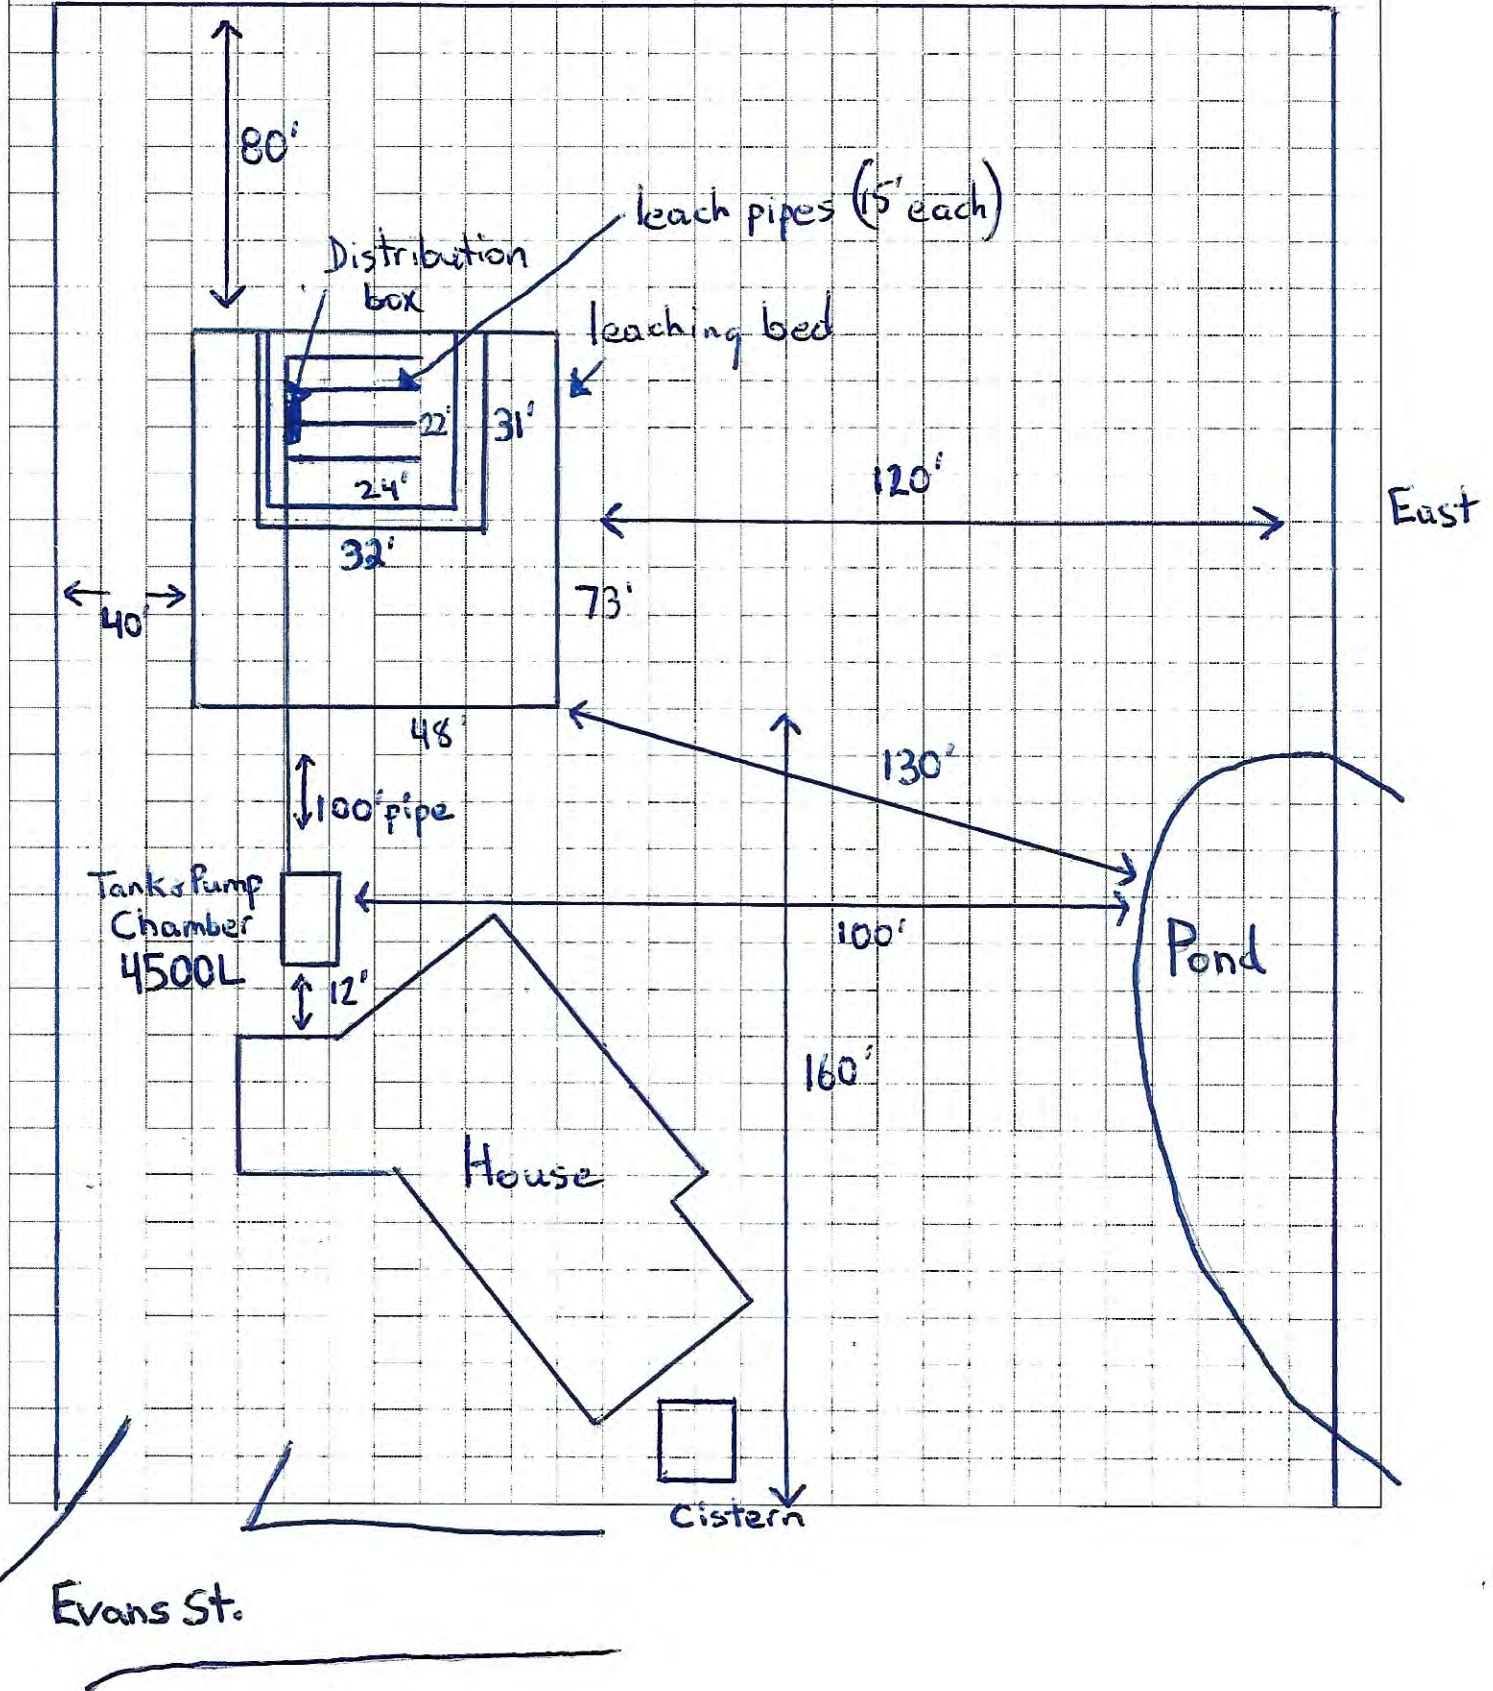 80'
leach pipes (15' each)
Distribution
box
leaching bed
22'
31'
24'
32'
120'
East
40'
73'
48'
130'
100' pipe
Tank & Pump
Chamber
4500L
100'
Pond
12'
160'
House
Cistern
Evans St.